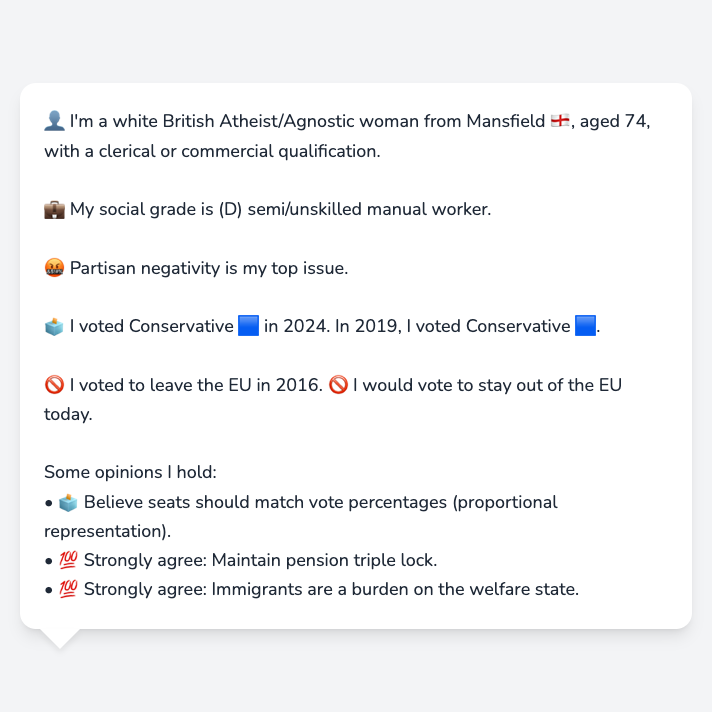 👤 I'm a white British Atheist/Agnostic woman from Mansfield 🏴󠁧󠁢󠁥󠁮󠁧󠁿, aged 74,
with a clerical or commercial qualification.
💼 My social grade is (D) semi/unskilled manual worker.
🤬 Partisan negativity is my top issue.
🗳️ I voted Conservative 🟦 in 2024. In 2019, I voted Conservative 🟦.
🚫 I voted to leave the EU in 2016. 🚫 I would vote to stay out of the EU
today.
Some opinions I hold:
• 🗳️ Believe seats should match vote percentages (proportional
representation).
• 💯 Strongly agree: Maintain pension triple lock.
• 💯 Strongly agree: Immigrants are a burden on the welfare state.